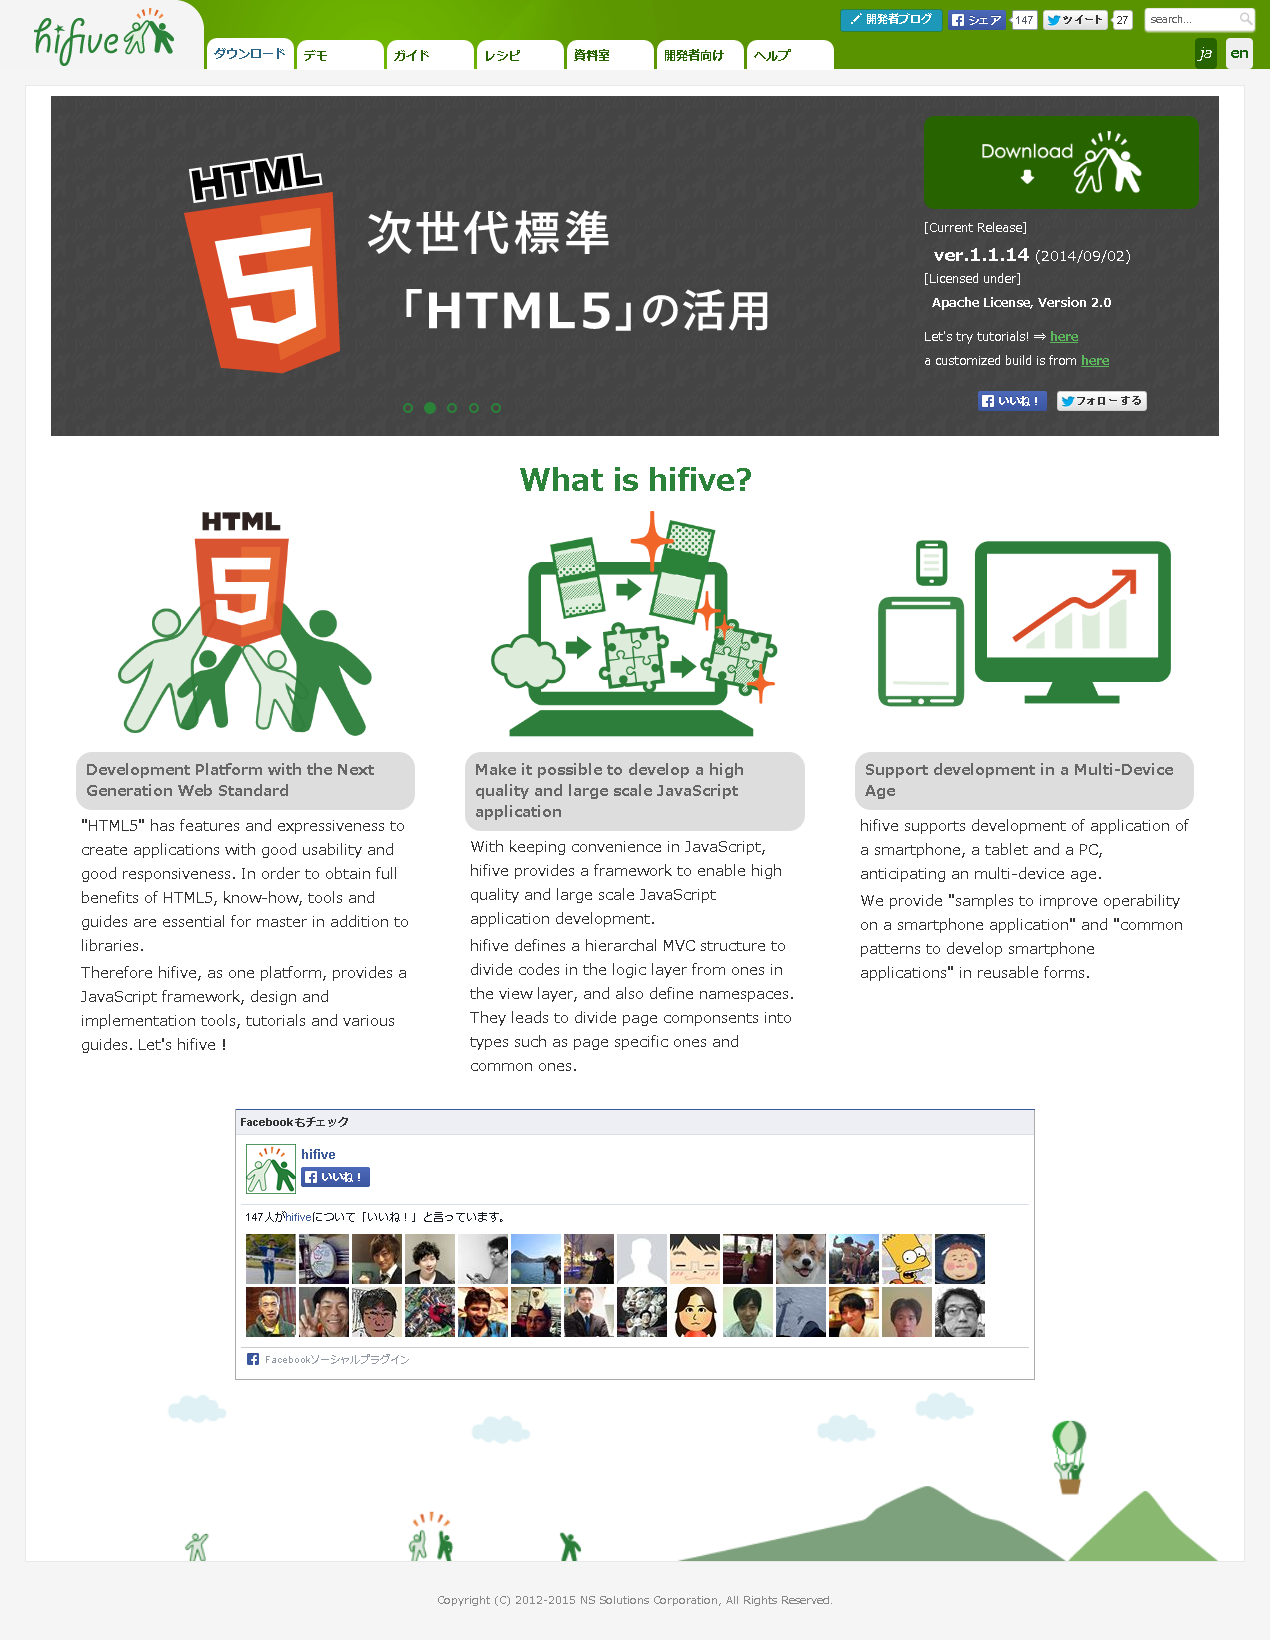 hifive
開発者ブログ
シェア
147
ツイート
27
search...
ダウンロード
デモ
ガイド
レシピ
資料室
開発者向け
ヘルプ
ja
en
HTML
5
次世代標準
「HTML5」の活用
Download
[Current Release]
ver.1.1.14 (2014/09/02)
[Licensed under]
Apache License, Version 2.0
Let's try tutorials! ⇒ here
a customized build is from here
いいね！
フォローする
What is hifive?
HTML
5
Development Platform with the Next
Generation Web Standard
"HTML5" has features and expressiveness to
create applications with good usability and
good responsiveness. In order to obtain full
benefits of HTML5, know-how, tools and
guides are essential for master in addition to
libraries.
Therefore hifive, as one platform, provides a
JavaScript framework, design and
implementation tools, tutorials and various
guides. Let's hifive !
Make it possible to develop a high
quality and large scale JavaScript
application
With keeping convenience in JavaScript,
hifive provides a framework to enable high
quality and large scale JavaScript
application development.
hifive defines a hierarchal MVC structure to
divide codes in the logic layer from ones in
the view layer, and also define namespaces.
They leads to divide page componsents into
types such as page specific ones and
common ones.
Support development in a Multi-Device
Age
hifive supports development of application of
a smartphone, a tablet and a PC,
anticipating an multi-device age.
We provide "samples to improve operability
on a smartphone application" and "common
patterns to develop smartphone
applications" in reusable forms.
Facebookもチェック
hifive
いいね！
147人がhifiveについて「いいね！」と言っています。
Facebookソーシャルプラグイン
Copyright (C) 2012-2015 NS Solutions Corporation, All Rights Reserved.